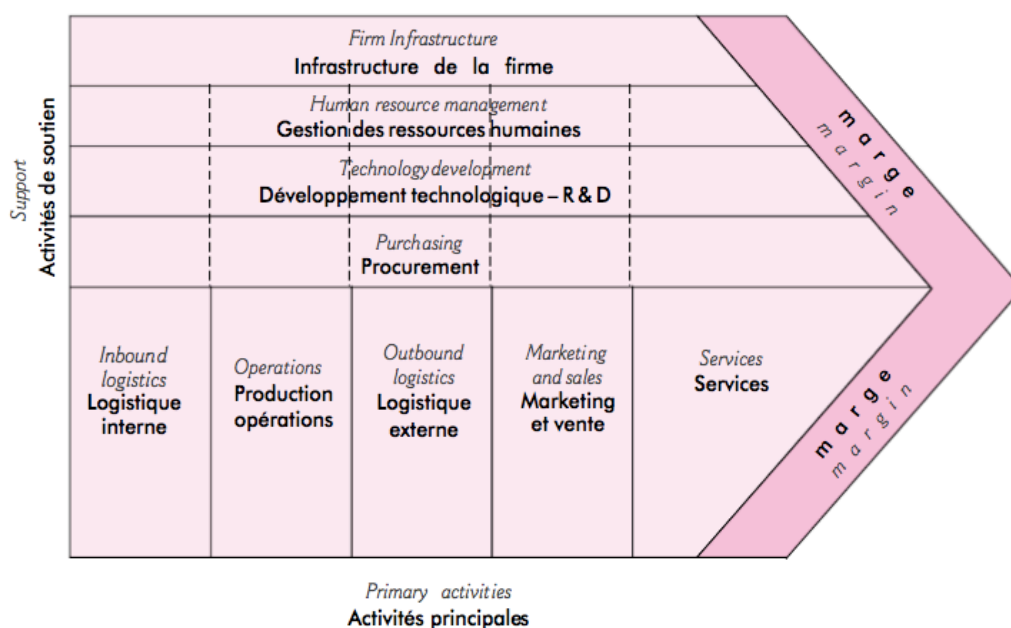 Firm Infrastructure
Infrastructure de la firme
Human resource management
Gestion des ressources humaines
Technology development
Développement technologique – R & D
Purchasing
Procurement
Support
Activités de soutien
marge
margin
Inbound
logistics
Logistique
interne
Operations
Production
opérations
Outbound
logistics
Logistique
externe
Marketing
and sales
Marketing
et vente
Services
Services
marge
margin
Primary activities
Activités principales